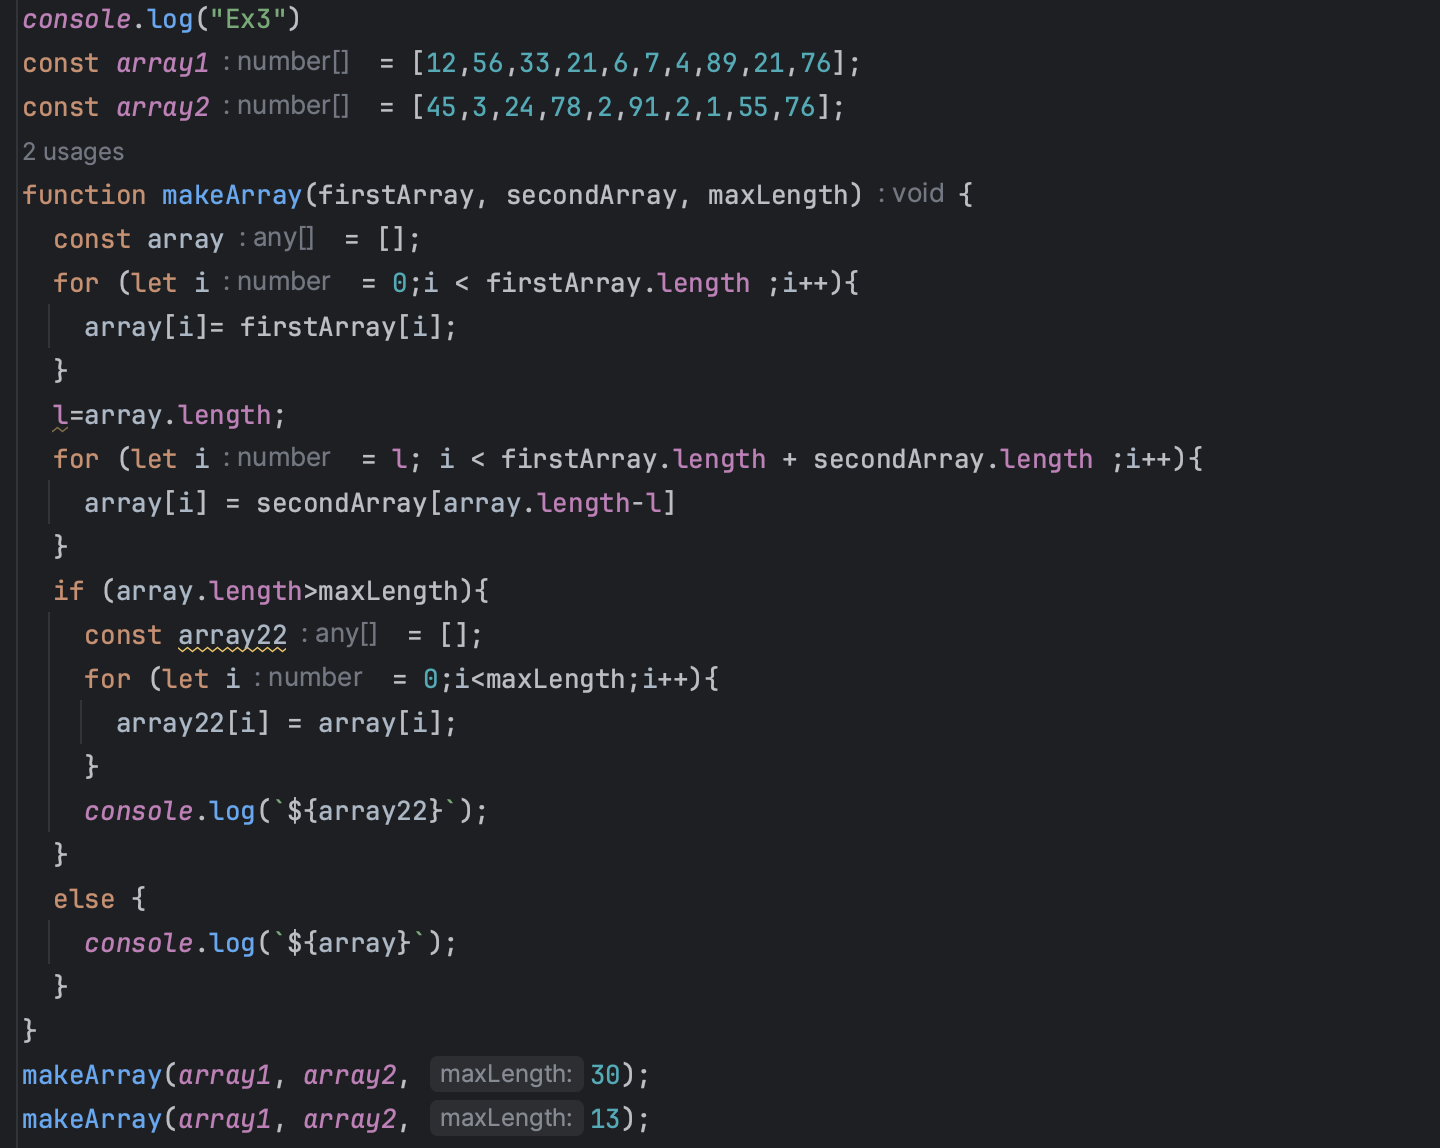 console.log("Ex3")
const array1 : number[] = [12,56,33,21,6,7,4,89,21,76];
const array2 : number[] = [45,3,24,78,2,91,2,1,55,76];
2 usages
function makeArray(firstArray, secondArray, maxLength) : void {
  const array : any[] = [];
  for (let i : number = 0;i < firstArray.length ;i++){
    array[i]= firstArray[i];
  }
  l=array.length;
  for (let i : number = l; i < firstArray.length + secondArray.length ;i++){
    array[i] = secondArray[array.length-l]
  }
  if (array.length>maxLength){
    const array22 : any[] = [];
    for (let i : number = 0;i<maxLength;i++){
      array22[i] = array[i];
    }
    console.log(`${array22}`);
  }
  else {
    console.log(`${array}`);
  }
}
makeArray(array1, array2, maxLength: 30);
makeArray(array1, array2, maxLength: 13);